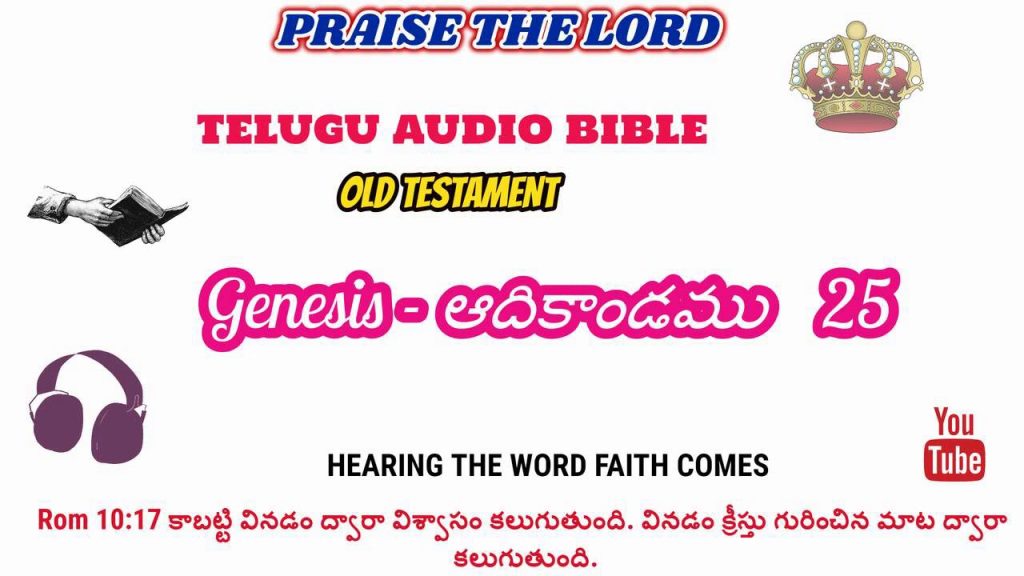 PRAISE THE LORD
TELUGU AUDIO BIBLE
OLD TESTAMENT
Genesis - ఆదికాండము 25
HEARING THE WORD FAITH COMES
You
Tube
Rom 10:17 కాబట్టి వినడం ద్వారా విశ్వాసం కలుగుతుంది. వినడం క్రీస్తు గురించిన మాట ద్వారా
కలుగుతుంది.